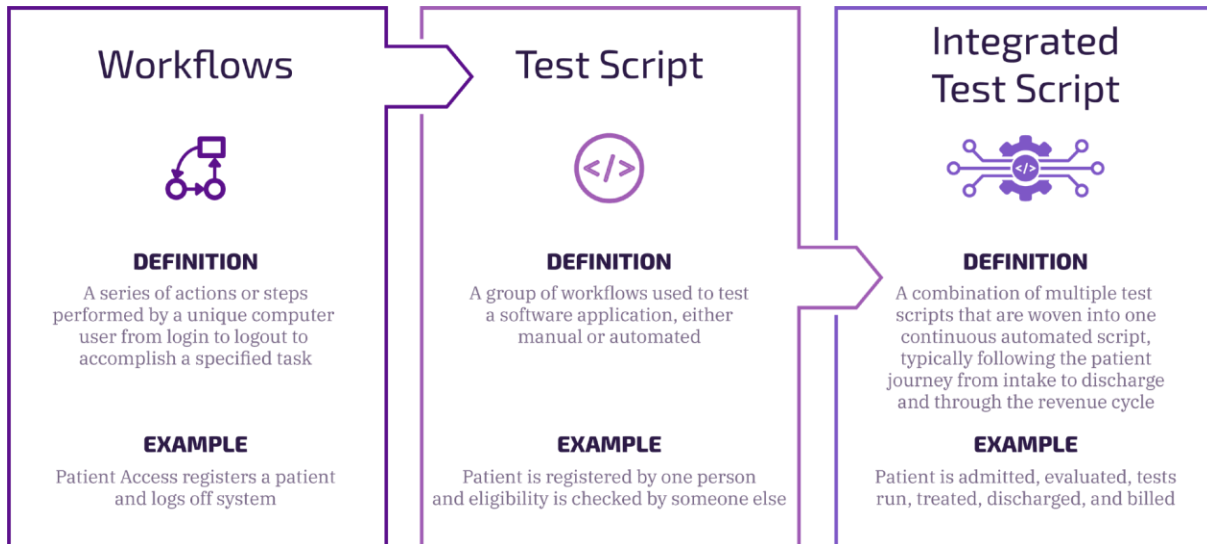 Workflows
DEFINITION
A series of actions or steps
performed by a unique computer
user from login to logout to
accomplish a specified task
EXAMPLE
Patient Access registers a patient
and logs off system
Test Script
</>
DEFINITION
A group of workflows used to test
a software application, either
manual or automated
EXAMPLE
Patient is registered by one person
and eligibility is checked by someone else
Integrated
Test Script
</>
DEFINITION
A combination of multiple test
scripts that are woven into one
continuous automated script,
typically following the patient
journey from intake to discharge
and through the revenue cycle
EXAMPLE
Patient is admitted, evaluated, tests
run, treated, discharged, and billed